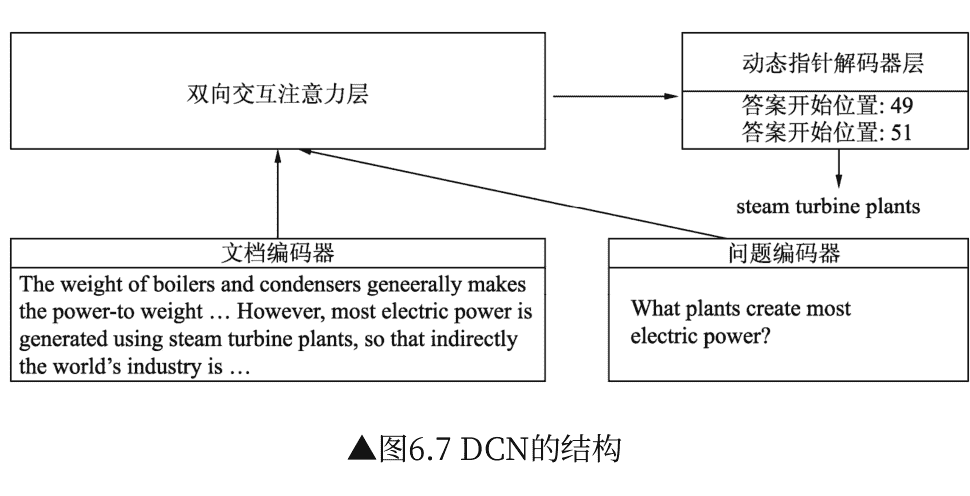 双向交互注意力层
动态指针解码器层
答案开始位置: 49
答案开始位置: 51
steam turbine plants
文档编码器
The weight of boilers and condensers geneerally makes
the power-to weight … However, most electric power is
generated using steam turbine plants, so that indirectly
the world’s industry is …
问题编码器
What plants create most
electric power?
▲图6.7 DCN的结构